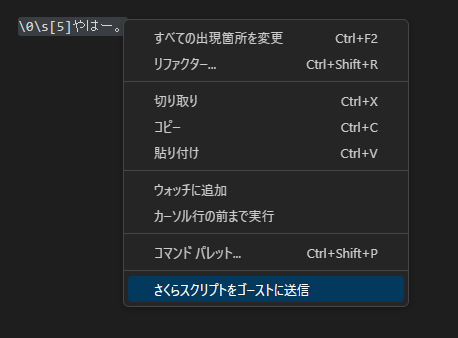 \0\s[5]やはー。
すべての出現箇所を変更 Ctrl+F2
リファクター... Ctrl+Shift+R
切り取り Ctrl+X
コピー Ctrl+C
貼り付け Ctrl+V
ウォッチに追加
カーソル行の前まで実行
コマンド パレット... Ctrl+Shift+P
さくらスクリプトをゴーストに送信